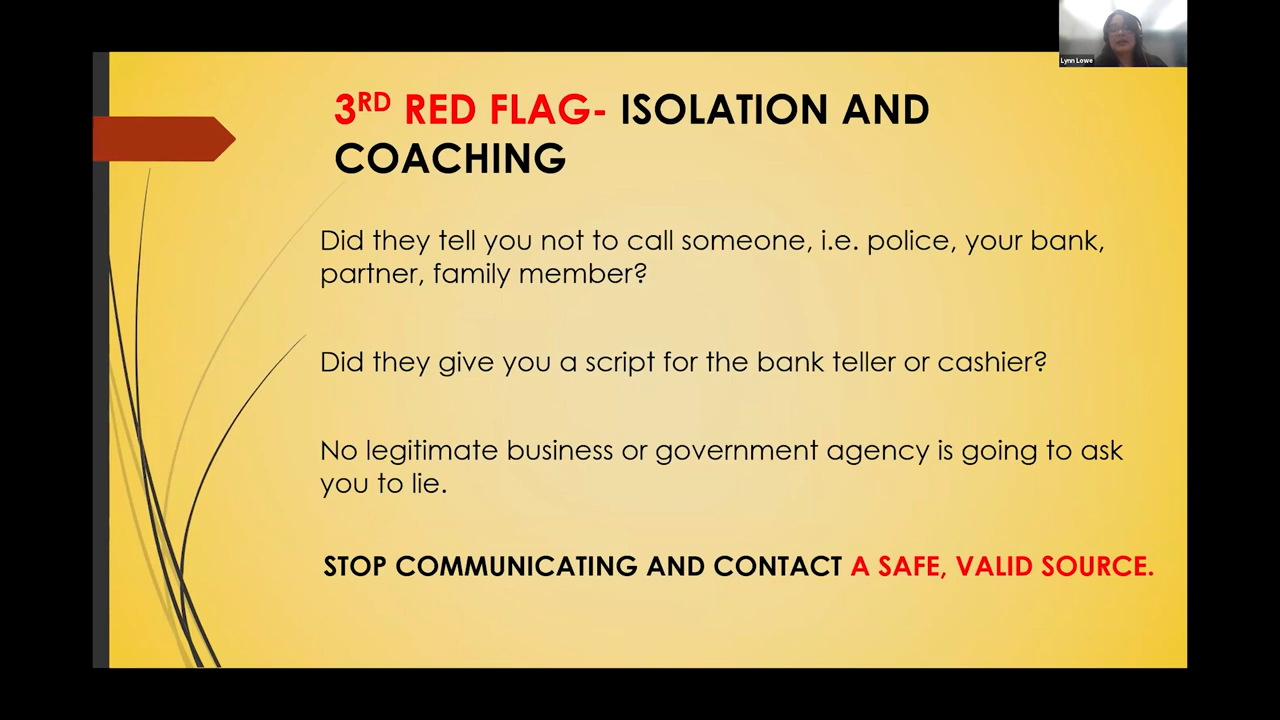 Lynn Lowe
3RD RED FLAG- ISOLATION AND
COACHING
Did they tell you not to call someone, i.e. police, your bank,
partner, family member?
Did they give you a script for the bank teller or cashier?
No legitimate business or government agency is going to ask
you to lie.
STOP COMMUNICATING AND CONTACT A SAFE, VALID SOURCE.